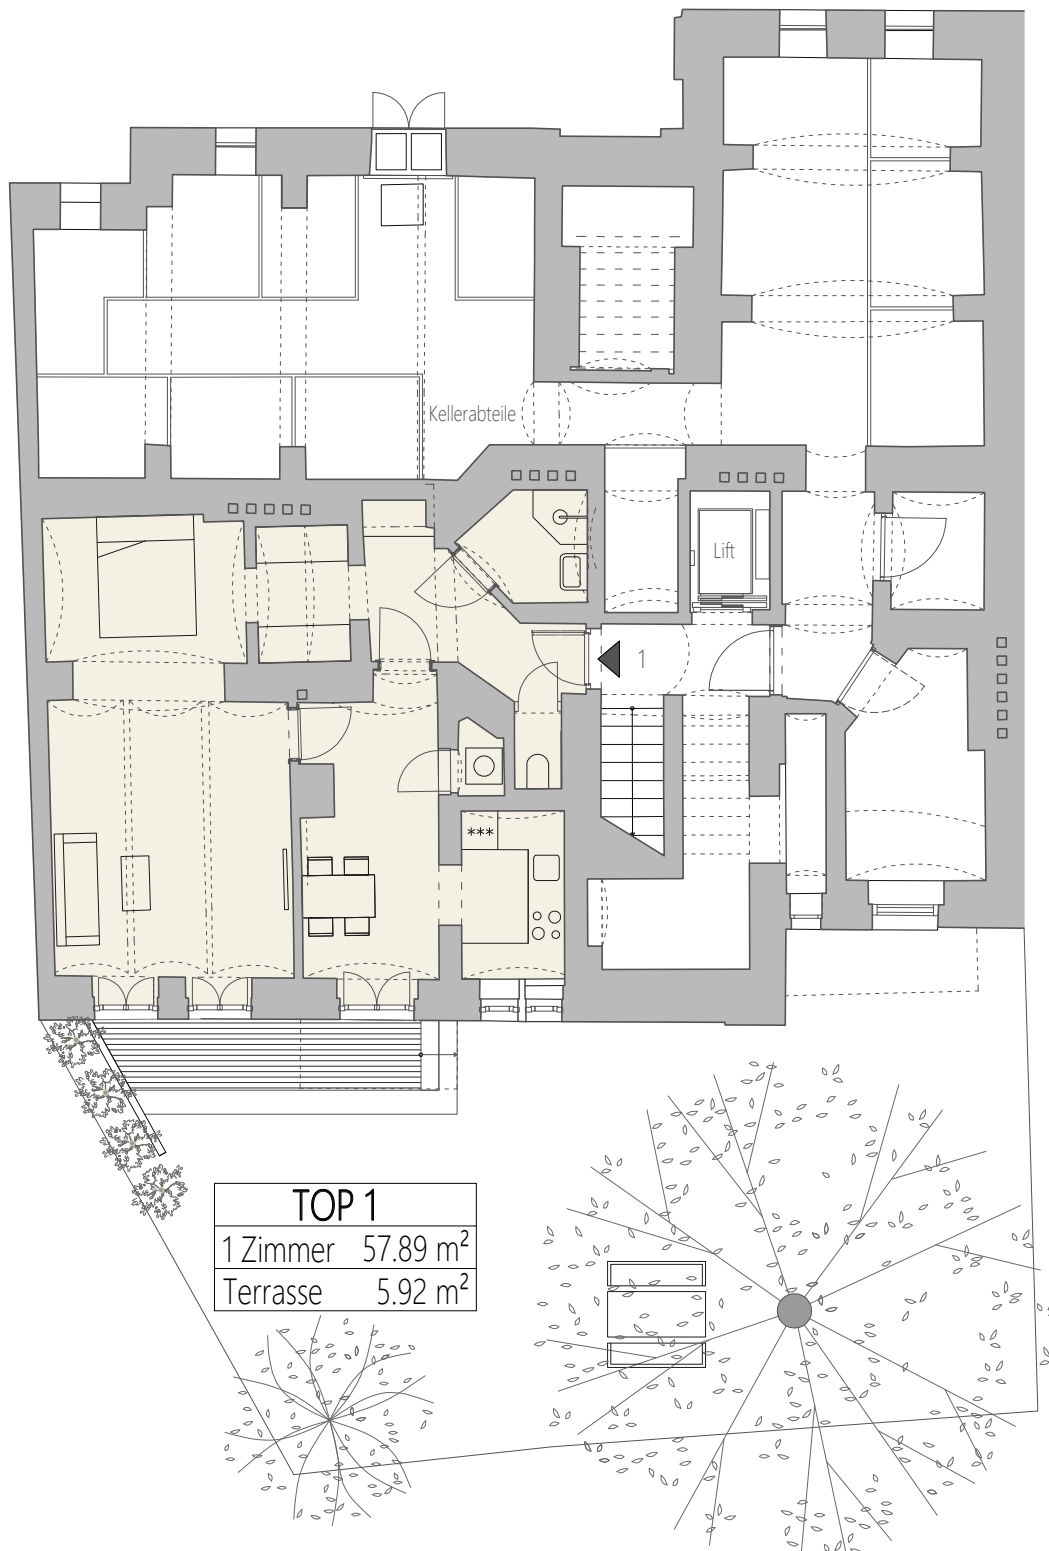 Kellerabteile
Lift
1
***
TOP 1
1 Zimmer 57.89 m²
Terrasse 5.92 m²